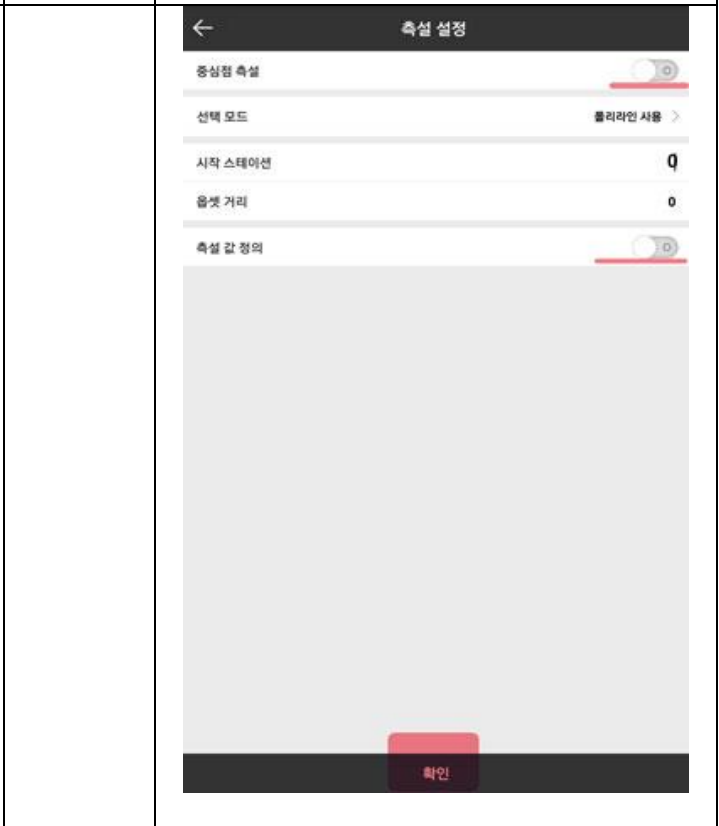 측설 설정
중심점 측설
선택 모드 폴리라인 사용 >
시작 스테이션 0
옵셋 거리 0
측설 값 정의
확인